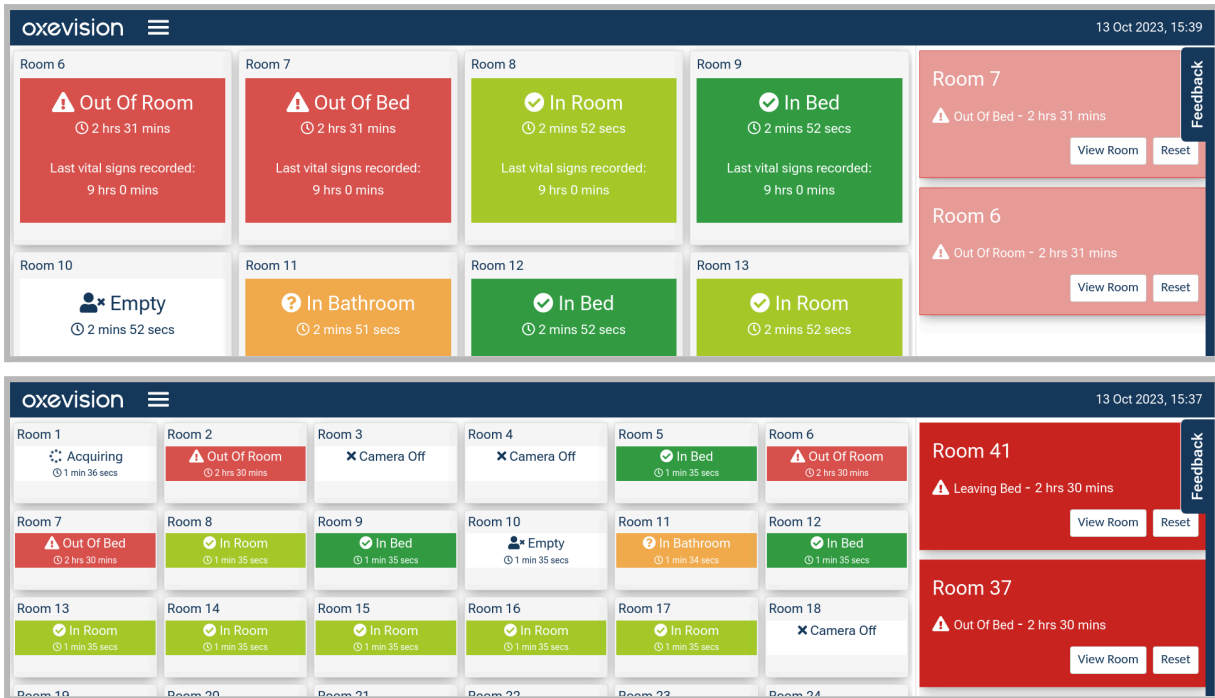 oxevision
13 Oct 2023, 15:39
Room 6
Out Of Room
2 hrs 31 mins
Last vital signs recorded:
9 hrs 0 mins
Room 7
Out Of Bed
2 hrs 31 mins
Last vital signs recorded:
9 hrs 0 mins
Room 8
In Room
2 mins 52 secs
Last vital signs recorded:
9 hrs 0 mins
Room 9
In Bed
2 mins 52 secs
Last vital signs recorded:
9 hrs 0 mins
Room 10
Empty
2 mins 52 secs
Room 11
In Bathroom
2 mins 51 secs
Room 12
In Bed
2 mins 52 secs
Room 13
In Room
2 mins 52 secs
Room 7
Out Of Bed - 2 hrs 31 mins
View Room Reset
Room 6
Out Of Room - 2 hrs 31 mins
View Room Reset
Feedback
oxevision
13 Oct 2023, 15:37
Room 1
Acquiring
1 min 36 secs
Room 2
Out Of Room
2 hrs 30 mins
Room 3
Camera Off
Room 4
Camera Off
Room 5
In Bed
1 min 35 secs
Room 6
Out Of Room
2 hrs 30 mins
Room 7
Out Of Bed
2 hrs 30 mins
Room 8
In Room
1 min 35 secs
Room 9
In Bed
1 min 35 secs
Room 10
Empty
1 min 35 secs
Room 11
In Bathroom
1 min 34 secs
Room 12
In Bed
1 min 35 secs
Room 13
In Room
1 min 35 secs
Room 14
In Room
1 min 35 secs
Room 15
In Room
1 min 35 secs
Room 16
In Room
1 min 35 secs
Room 17
In Room
1 min 35 secs
Room 18
Camera Off
Room 19
Room 20
Room 21
Room 22
Room 23
Room 24
Room 41
Leaving Bed - 2 hrs 30 mins
View Room Reset
Room 37
Out Of Bed - 2 hrs 30 mins
View Room Reset
Feedback